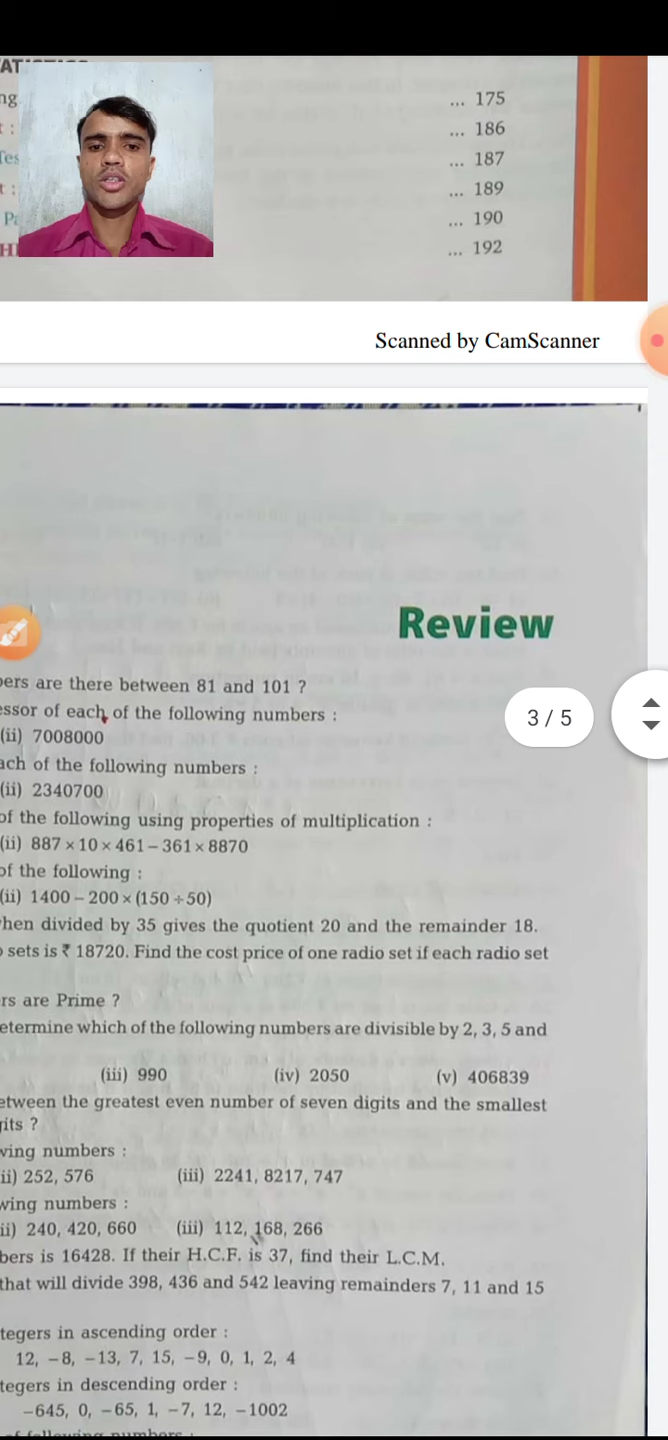 ng ... 175
t : ... 186
Tes ... 187
t : ... 189
Pa ... 190
HI ... 192
Scanned by CamScanner
Review
3 / 5
bers are there between 81 and 101 ?
essor of each of the following numbers :
(ii) 7008000
ach of the following numbers :
(ii) 2340700
of the following using properties of multiplication :
(ii) 887 × 10 × 461 – 361 × 8870
of the following :
(ii) 1400 – 200 × (150 ÷ 50)
hen divided by 35 gives the quotient 20 and the remainder 18.
o sets is ₹ 18720. Find the cost price of one radio set if each radio set
rs are Prime ?
etermine which of the following numbers are divisible by 2, 3, 5 and
(iii) 990 (iv) 2050 (v) 406839
etween the greatest even number of seven digits and the smallest
gits ?
wing numbers :
ii) 252, 576 (iii) 2241, 8217, 747
wing numbers :
ii) 240, 420, 660 (iii) 112, 168, 266
bers is 16428. If their H.C.F. is 37, find their L.C.M.
that will divide 398, 436 and 542 leaving remainders 7, 11 and 15
tegers in ascending order :
12, –8, –13, 7, 15, –9, 0, 1, 2, 4
tegers in descending order :
–645, 0, –65, 1, –7, 12, –1002
of following numbers :